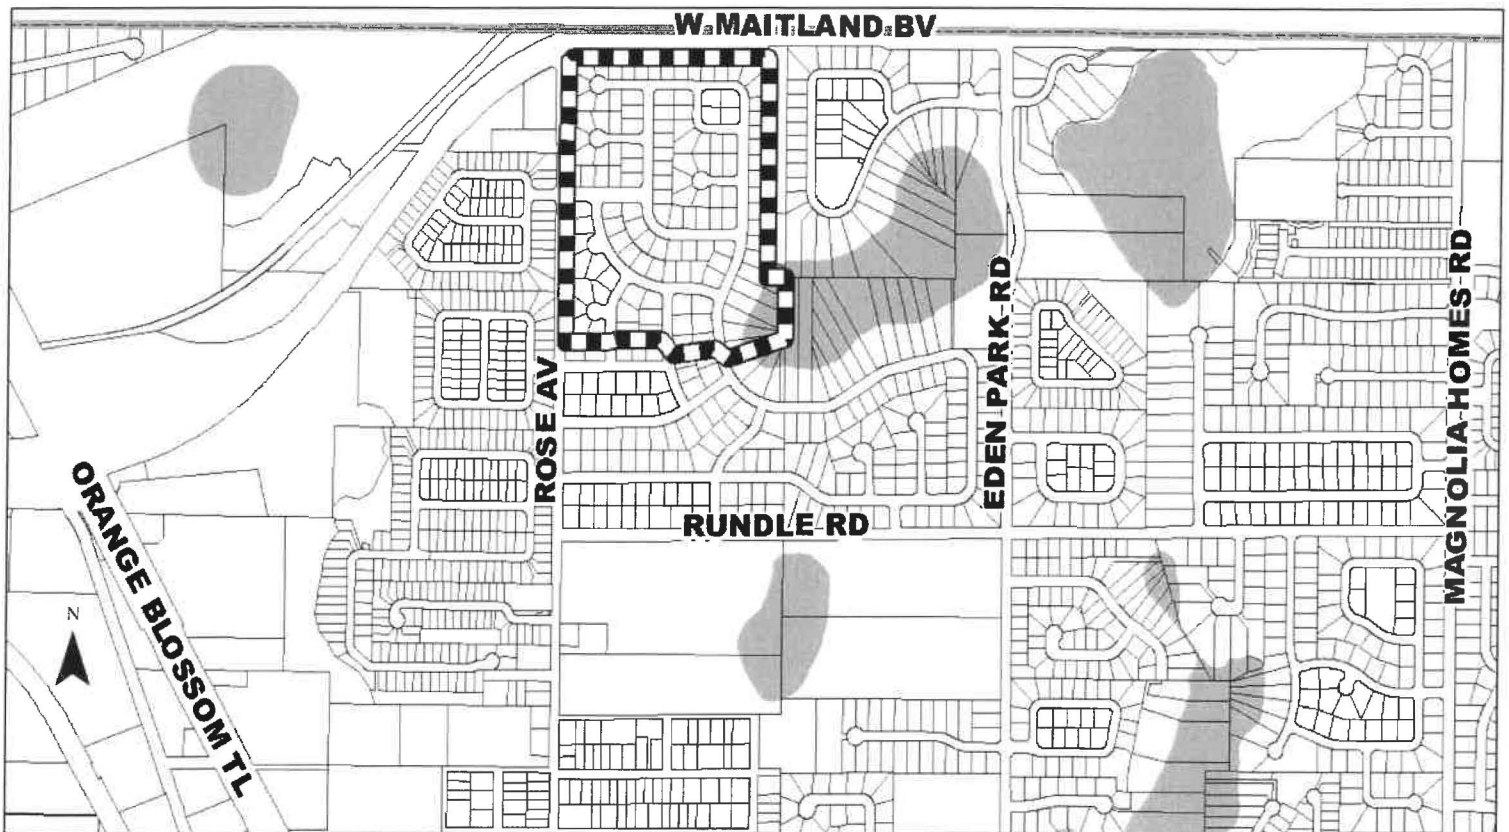 W MAITLAND BV
ROSE AV
EDEN PARK RD
MAGNOLIA HOMES RD
RUNDLE RD
ORANGE BLOSSOM TL
N